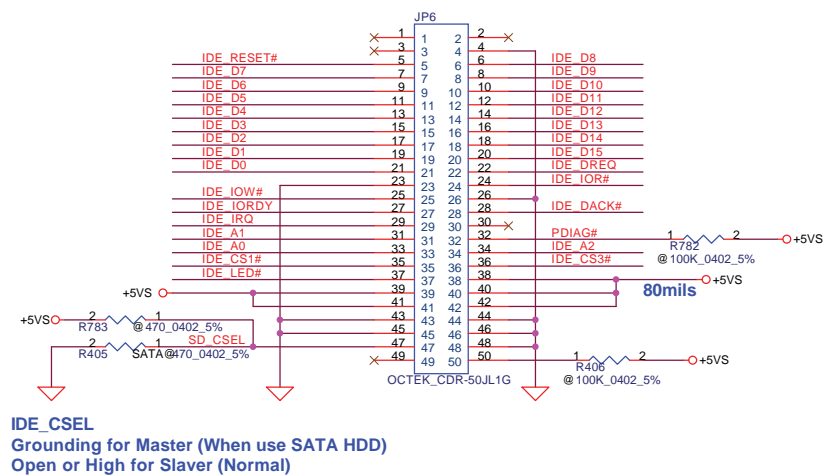 JP6
1 1 2 2
3 3 4 4
IDE_RESET# 5 5 6 6 IDE_D8
IDE_D7 7 7 8 8 IDE_D9
IDE_D6 9 9 10 10 IDE_D10
IDE_D5 11 11 12 12 IDE_D11
IDE_D4 13 13 14 14 IDE_D12
IDE_D3 15 15 16 16 IDE_D13
IDE_D2 17 17 18 18 IDE_D14
IDE_D1 19 19 20 20 IDE_D15
IDE_D0 21 21 22 22 IDE_DREQ
23 23 24 24 IDE_IOR#
IDE_IOW# 25 25 26 26
IDE_IORDY 27 27 28 28 IDE_DACK#
IDE_IRQ 29 29 30 30
IDE_A1 31 31 32 32 PDIAG# 1 2 +5VS
IDE_A0 33 33 34 34 IDE_A2 R782
IDE_CS1# 35 35 36 36 IDE_CS3# @100K_0402_5%
IDE_LED# 37 37 38 38 +5VS
+5VS 39 39 40 40 80mils
41 41 42 42
+5VS 2 1 43 43 44 44
R783 @470_0402_5% 45 45 46 46
2 1 SD_CSEL 47 47 48 48
R405 SATA@470_0402_5% 49 49 50 50 1 2 +5VS
OCTEK_CDR-50JL1G R406
@100K_0402_5%
IDE_CSEL
Grounding for Master (When use SATA HDD)
Open or High for Slaver (Normal)